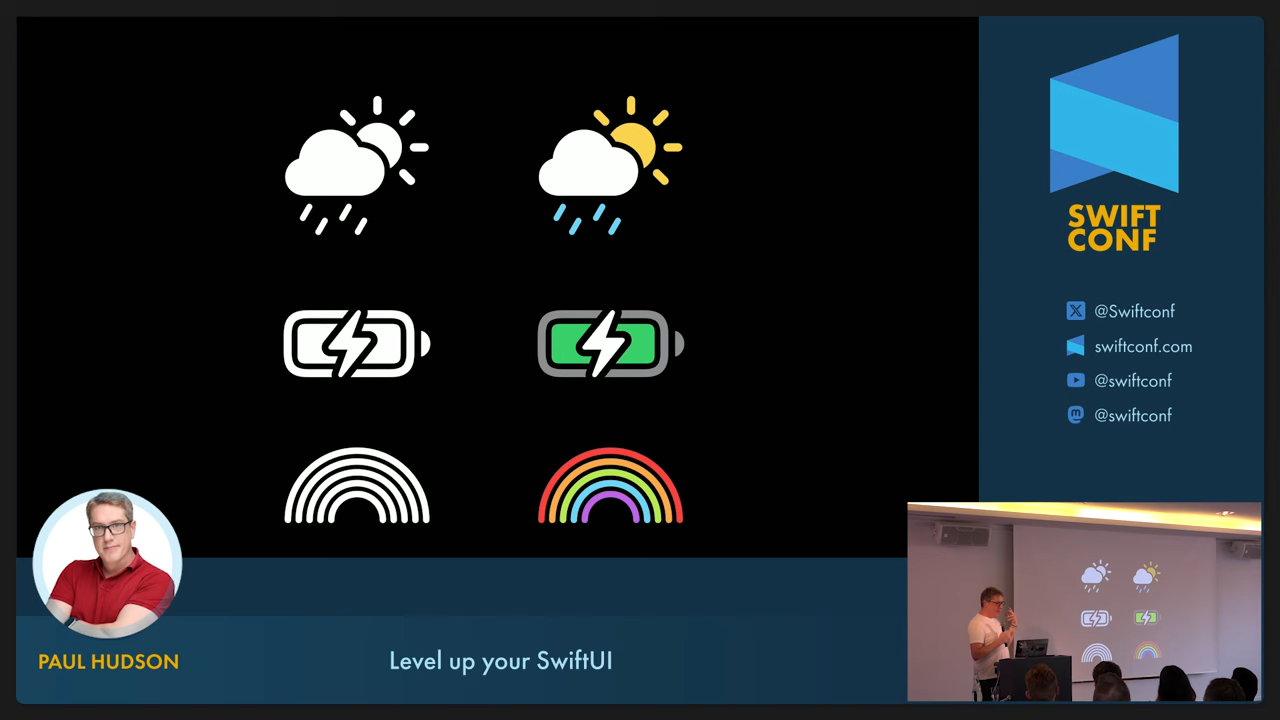 SWIFT
CONF
@Swiftconf
swiftconf.com
@swiftconf
@swiftconf
PAUL HUDSON
Level up your SwiftUI